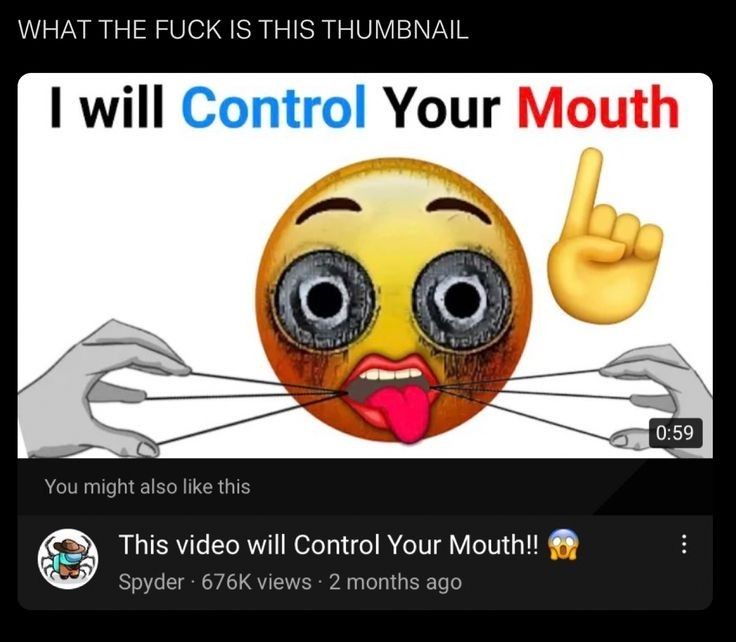 WHAT THE FUCK IS THIS THUMBNAIL
I will Control Your Mouth
0:59
You might also like this
This video will Control Your Mouth!! 😱
Spyder · 676K views · 2 months ago